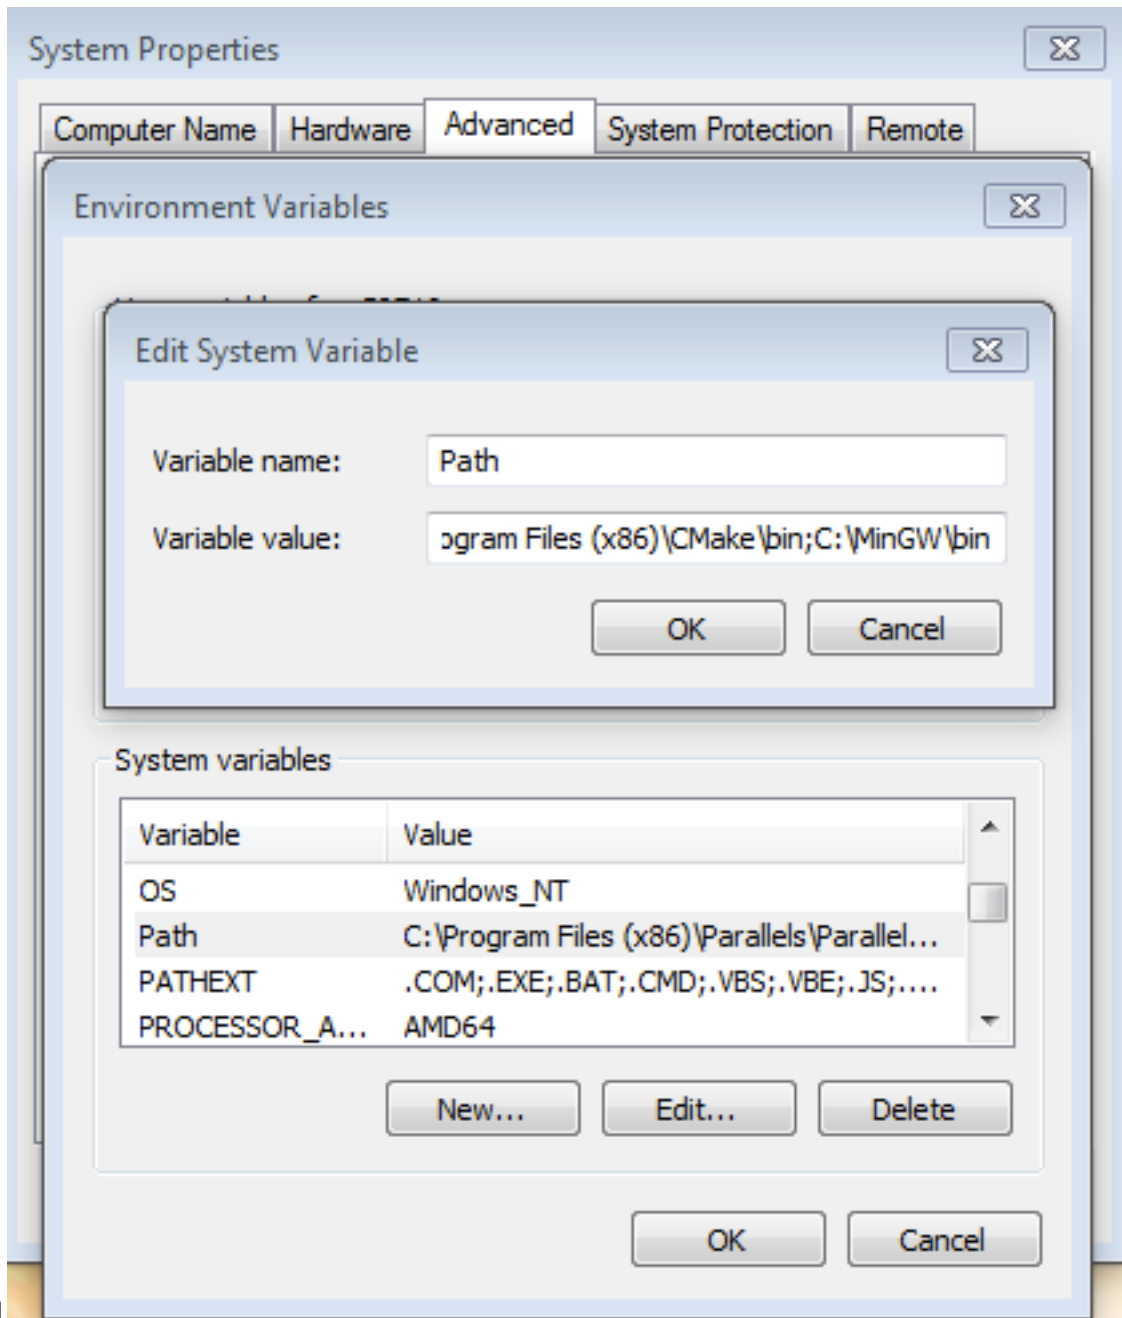 System Properties
Computer Name Hardware Advanced System Protection Remote
Environment Variables
Edit System Variable
Variable name: Path
Variable value: ogram Files (x86)\CMake\bin;C:\MinGW\bin
OK Cancel
System variables
Variable Value
OS Windows_NT
Path C:\Program Files (x86)\Parallels\Parallel...
PATHEXT .COM;.EXE;.BAT;.CMD;.VBS;.VBE;.JS;....
PROCESSOR_A... AMD64
New... Edit... Delete
OK Cancel